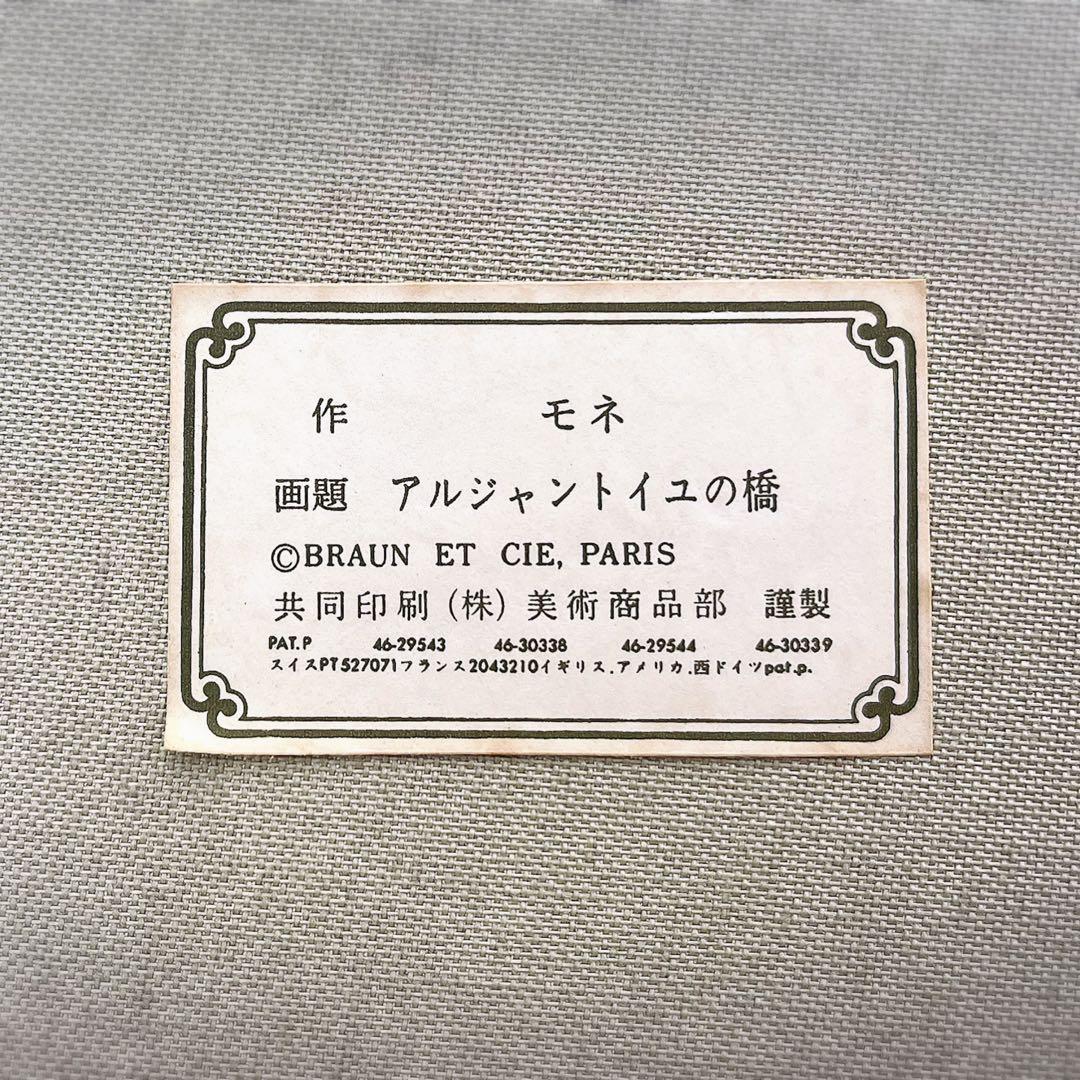 作 モネ
画題 アルジャントイユの橋
©BRAUN ET CIE, PARIS
共同印刷(株)美術商品部 謹製
PAT.P 46-29543 46-30338 46-29544 46-30339
スイスPT527071フランス2043210イギリス.アメリカ.西ドイツpat.p.